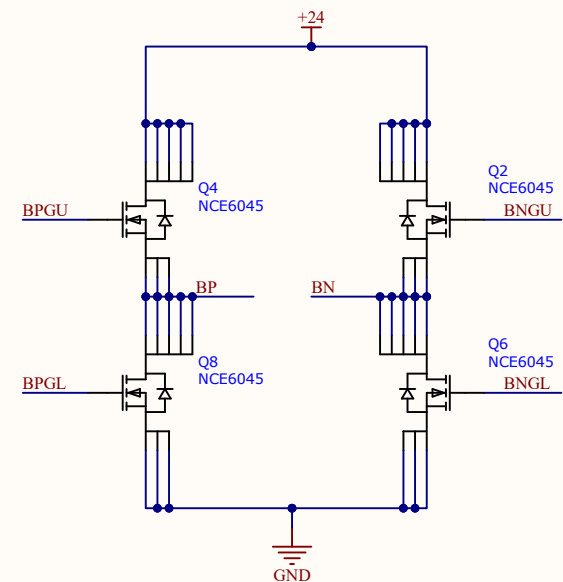 +24
Q4
NCE6045
Q2
NCE6045
BPGU
BNGU
BP
BN
Q8
NCE6045
Q6
NCE6045
BPGL
BNGL
GND